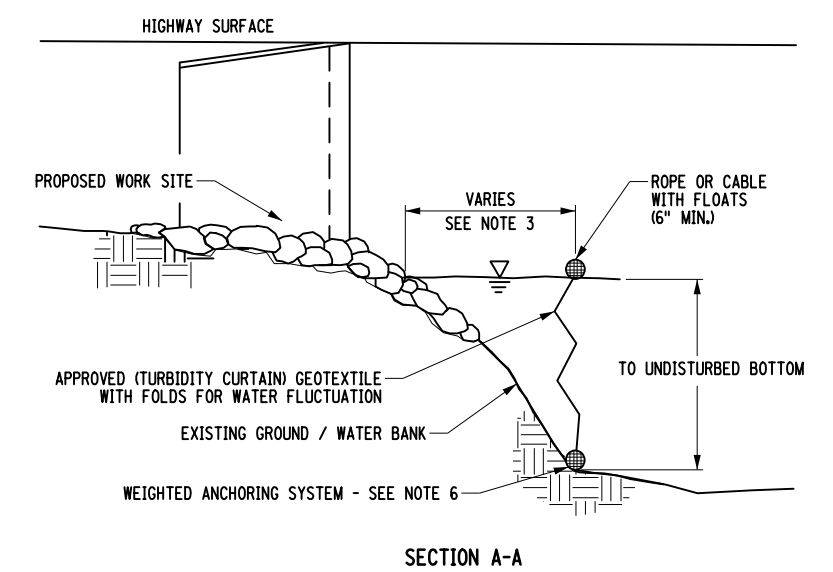 HIGHWAY SURFACE
PROPOSED WORK SITE
VARIES
SEE NOTE 3
ROPE OR CABLE
WITH FLOATS
(6" MIN.)
TO UNDISTURBED BOTTOM
APPROVED (TURBIDITY CURTAIN) GEOTEXTILE
WITH FOLDS FOR WATER FLUCTUATION
EXISTING GROUND / WATER BANK
WEIGHTED ANCHORING SYSTEM - SEE NOTE 6
SECTION A-A